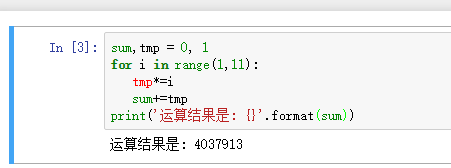 In [3]: sum,tmp = 0, 1
for i in range(1,11):
    tmp*=i
    sum+=tmp
print('运算结果是: {}'.format(sum))
运算结果是: 4037913